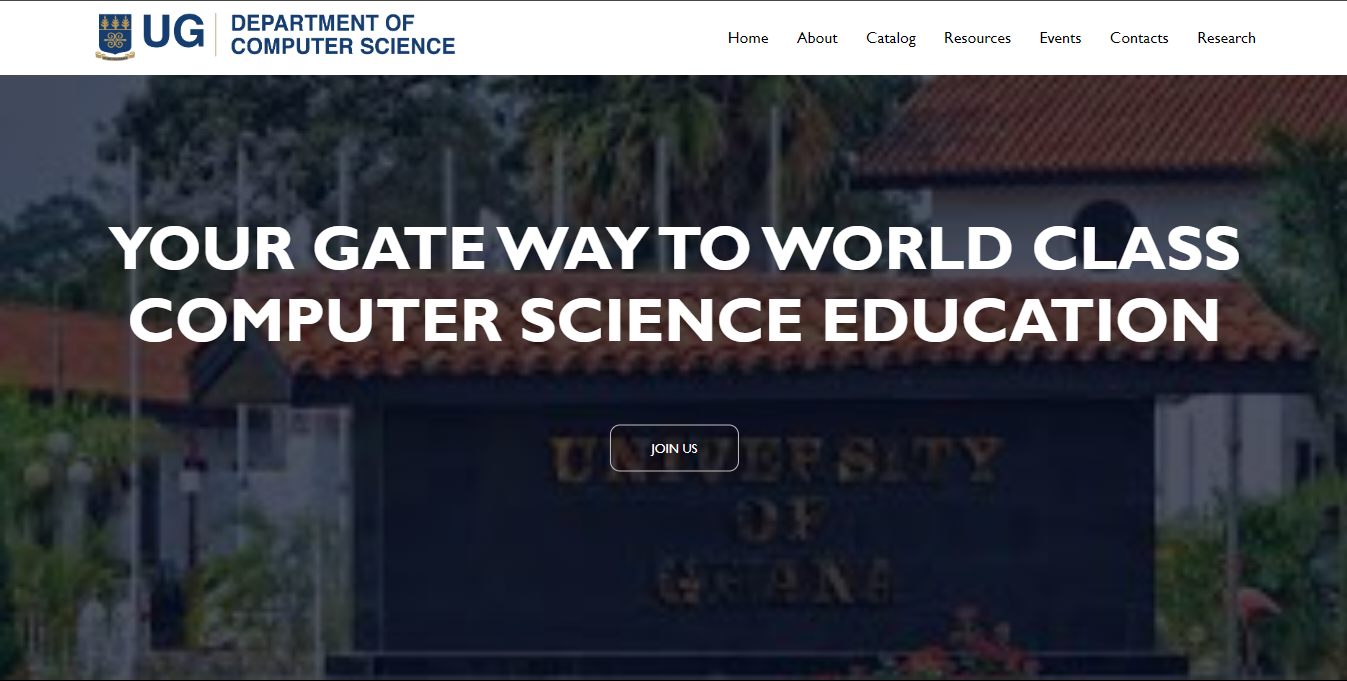 UG
DEPARTMENT OF
COMPUTER SCIENCE
Home About Catalog Resources Events Contacts Research
YOUR GATE WAY TO WORLD CLASS
COMPUTER SCIENCE EDUCATION
JOIN US
UNIVERSITY
OF
GHANA